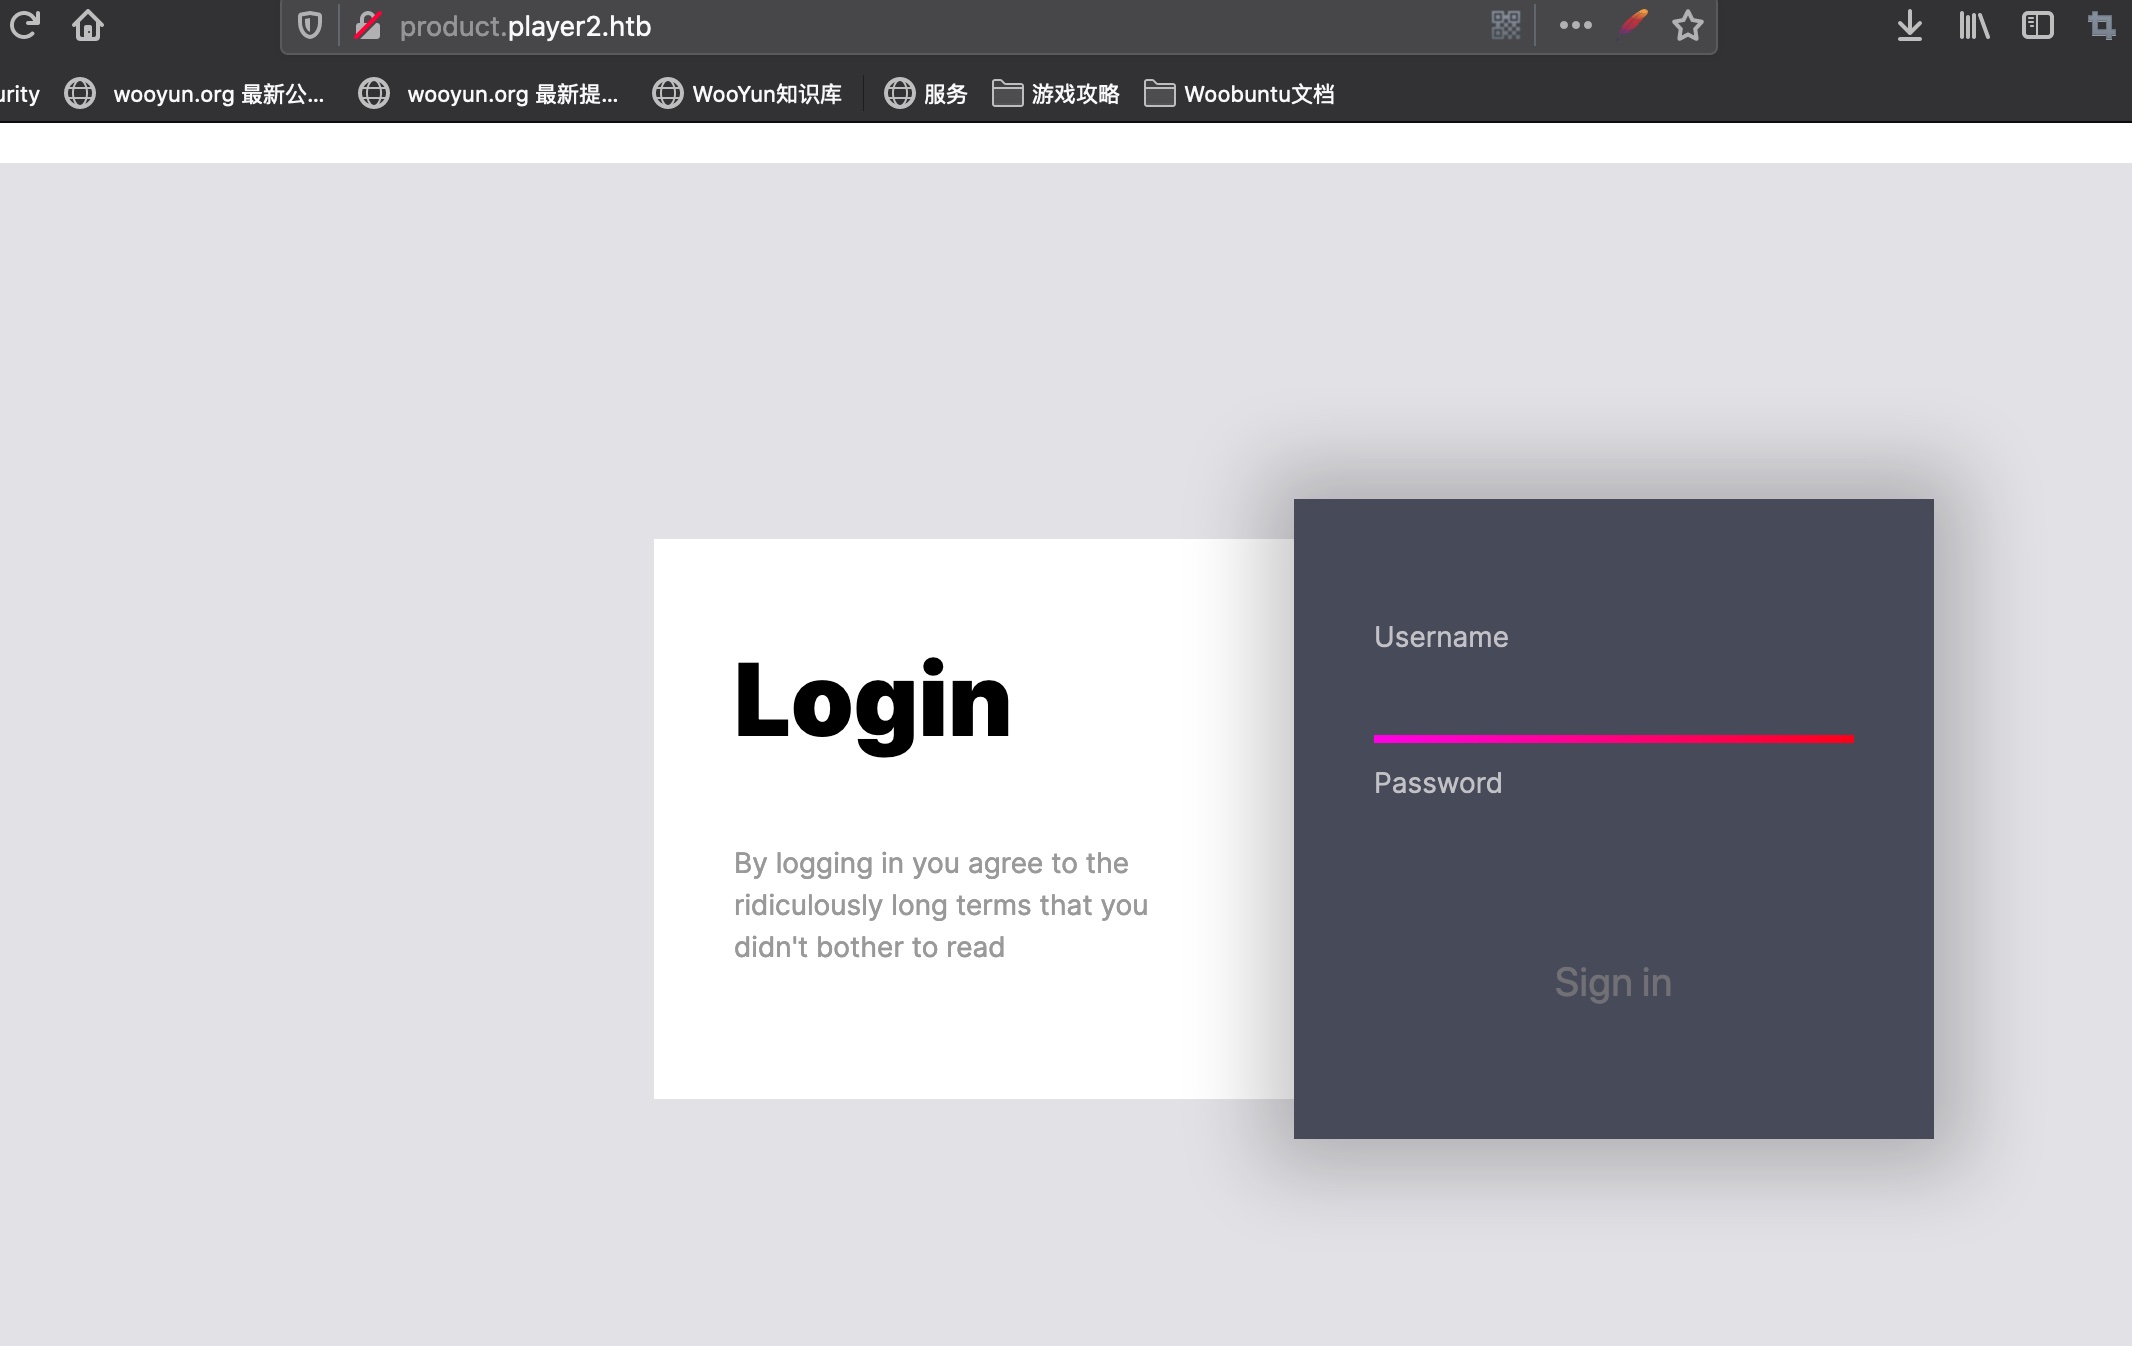 product.player2.htb
urity wooyun.org 最新公... wooyun.org 最新提... WooYun知识库 服务 游戏攻略 Woobuntu文档
Login
By logging in you agree to the
ridiculously long terms that you
didn't bother to read
Username
Password
Sign in